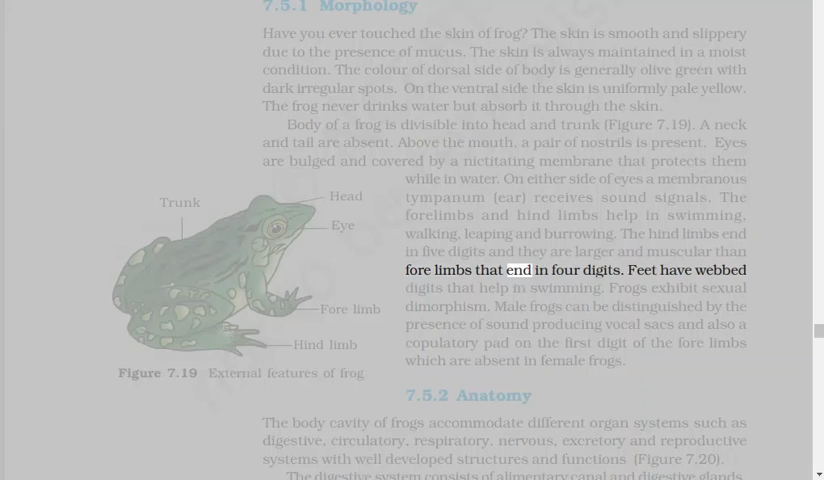 7.5.1 Morphology
Have you ever touched the skin of frog? The skin is smooth and slippery
due to the presence of mucus. The skin is always maintained in a moist
condition. The colour of dorsal side of body is generally olive green with
dark irregular spots. On the ventral side the skin is uniformly pale yellow.
The frog never drinks water but absorb it through the skin.
Body of a frog is divisible into head and trunk (Figure 7.19). A neck
and tail are absent. Above the mouth, a pair of nostrils is present. Eyes
are bulged and covered by a nictitating membrane that protects them
while in water. On either side of eyes a membranous
tympanum (ear) receives sound signals. The
forelimbs and hind limbs help in swimming,
walking, leaping and burrowing. The hind limbs end
in five digits and they are larger and muscular than
fore limbs that end in four digits. Feet have webbed
digits that help in swimming. Frogs exhibit sexual
dimorphism. Male frogs can be distinguished by the
presence of sound producing vocal sacs and also a
copulatory pad on the first digit of the fore limbs
which are absent in female frogs.
Trunk
Head
Eye
Fore limb
Hind limb
Figure 7.19 External features of frog
7.5.2 Anatomy
The body cavity of frogs accommodate different organ systems such as
digestive, circulatory, respiratory, nervous, excretory and reproductive
systems with well developed structures and functions (Figure 7.20).
The digestive system consists of alimentary canal and digestive glands.